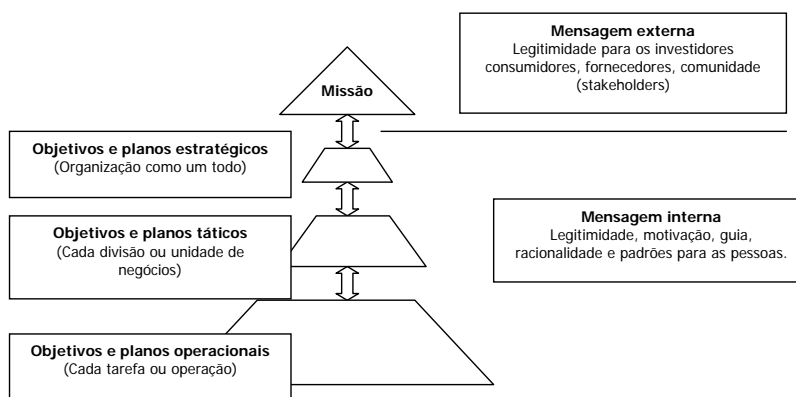 Mensagem externa
Legitimidade para os investidores
consumidores, fornecedores, comunidade
(stakeholders)
Missão
Objetivos e planos estratégicos
(Organização como um todo)
Objetivos e planos táticos
(Cada divisão ou unidade de
negócios)
Mensagem interna
Legitimidade, motivação, guia,
racionalidade e padrões para as pessoas.
Objetivos e planos operacionais
(Cada tarefa ou operação)